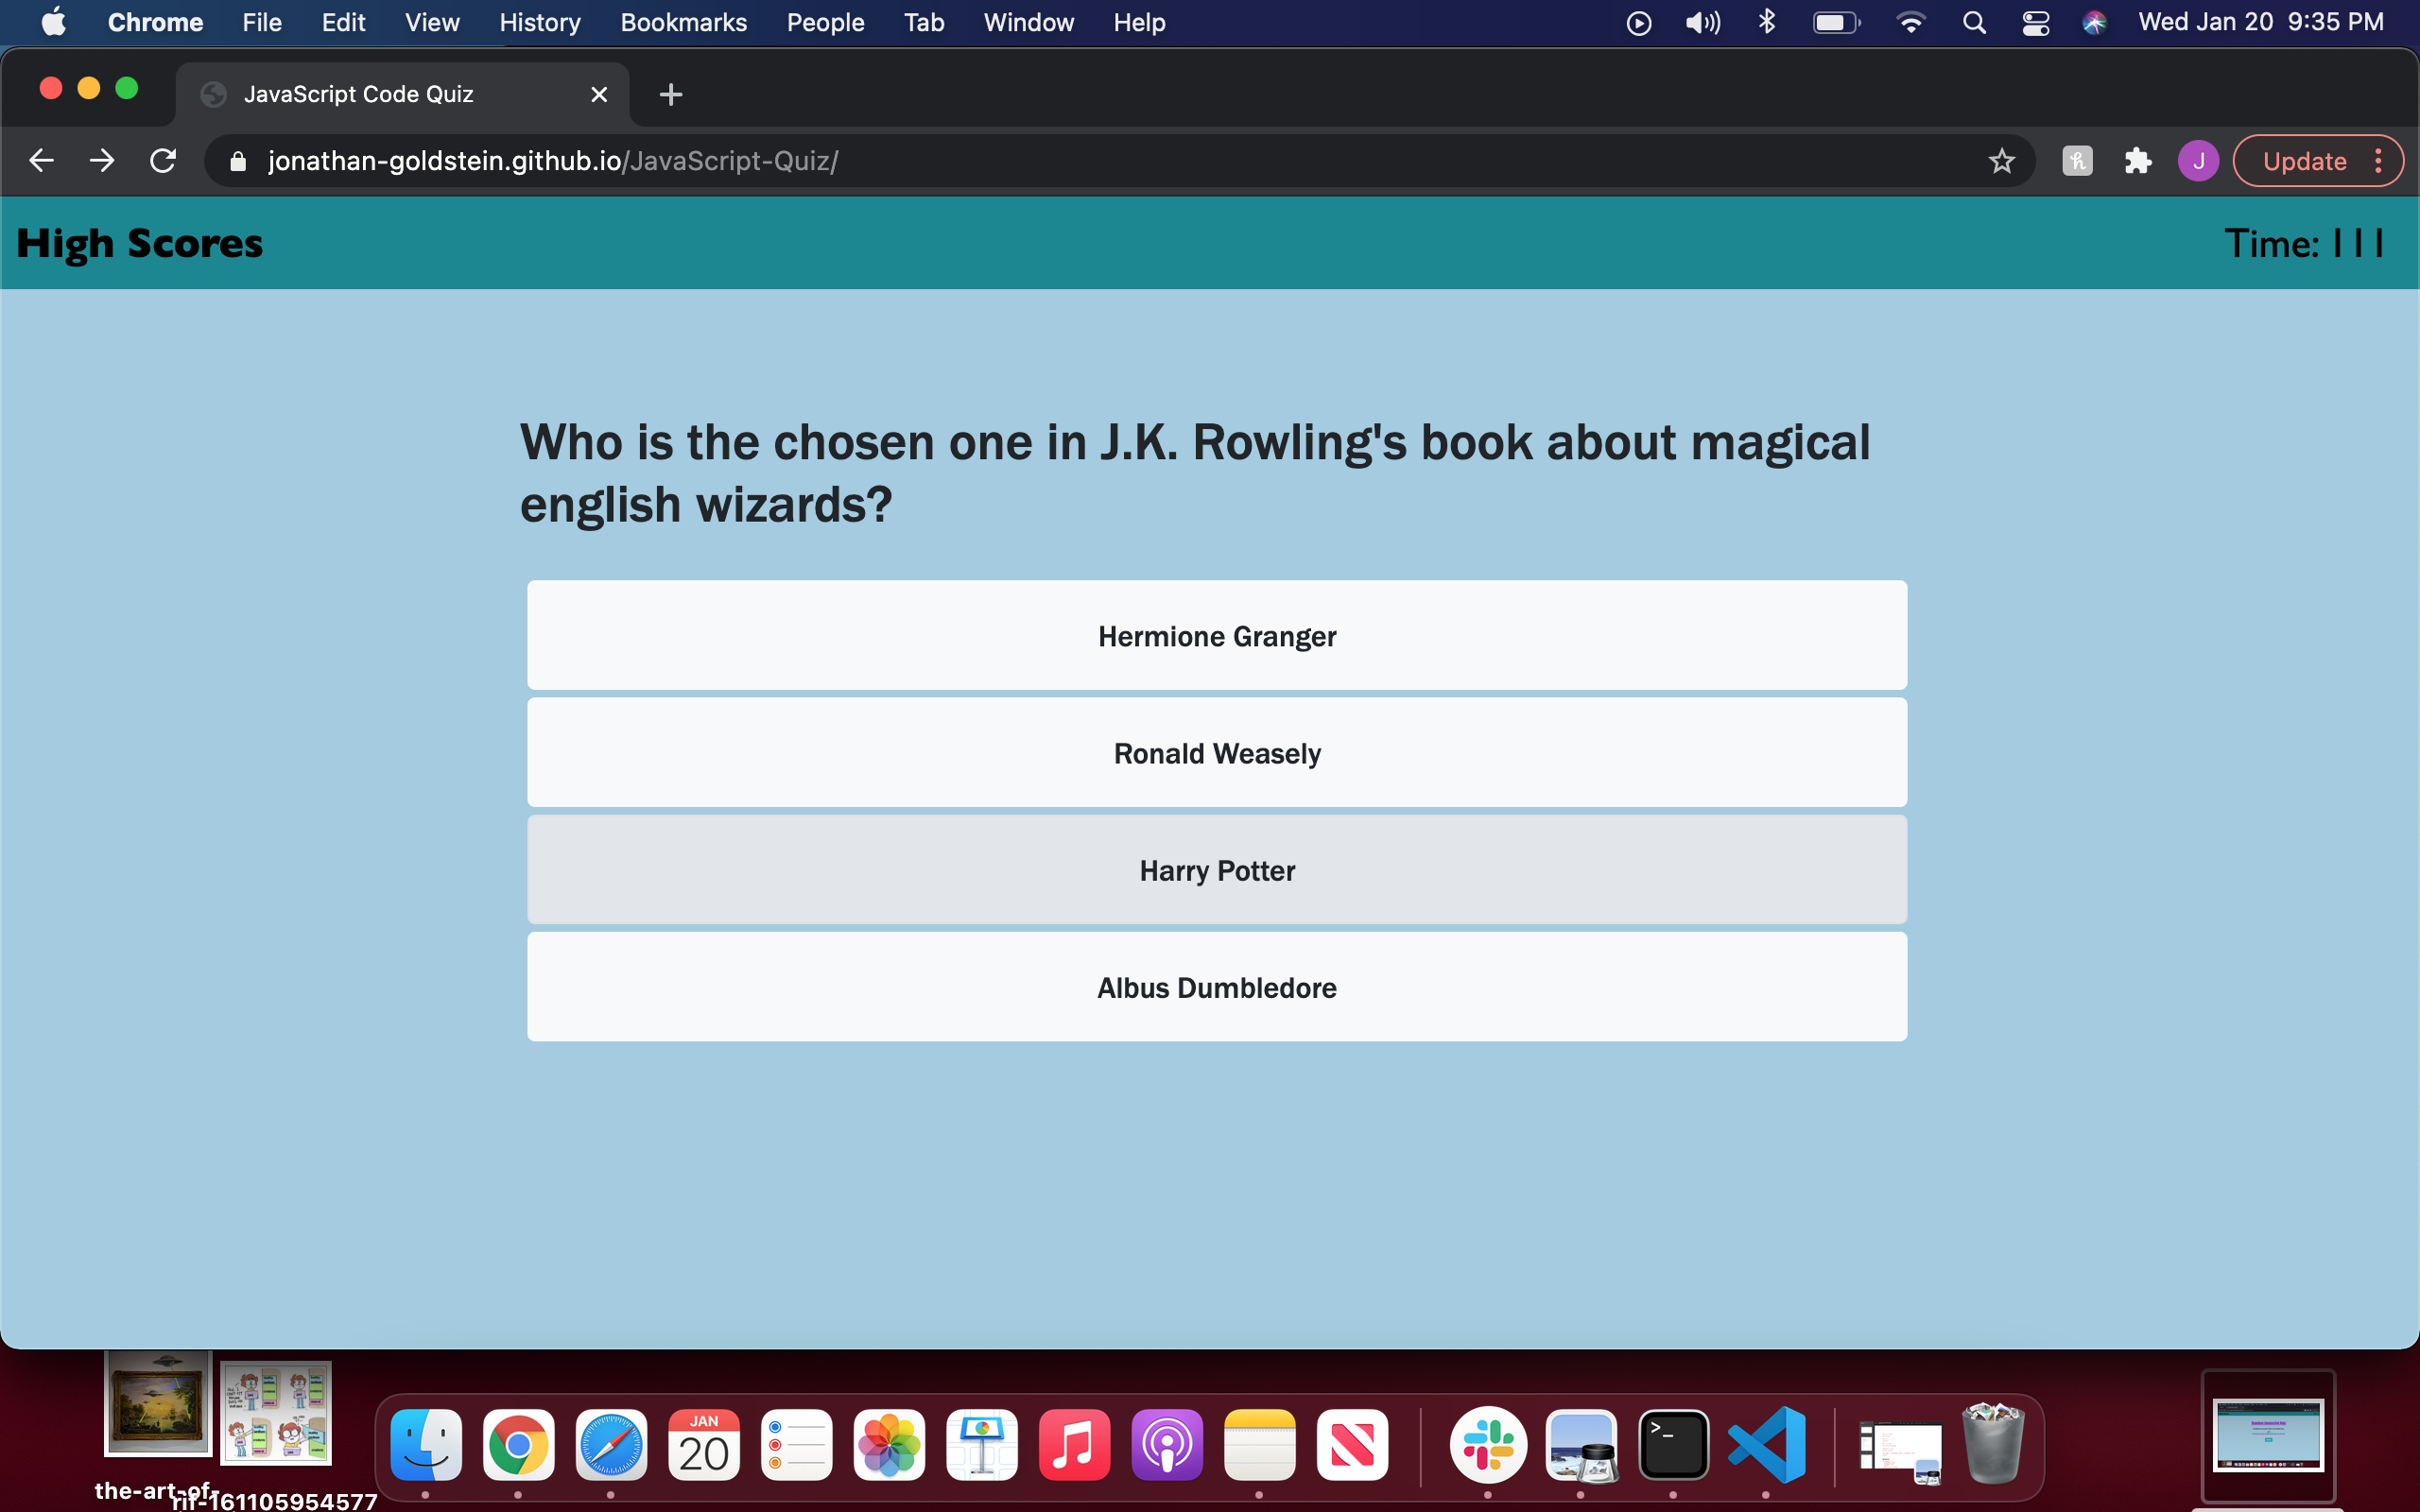 Chrome File Edit View History Bookmarks People Tab Window Help Wed Jan 20 9:35 PM
JavaScript Code Quiz
jonathan-goldstein.github.io/JavaScript-Quiz/ J Update
High Scores Time: 111
Who is the chosen one in J.K. Rowling's book about magical
english wizards?
Hermione Granger
Ronald Weasely
Harry Potter
Albus Dumbledore
JAN
20
the-art-of-
rif-161105954577